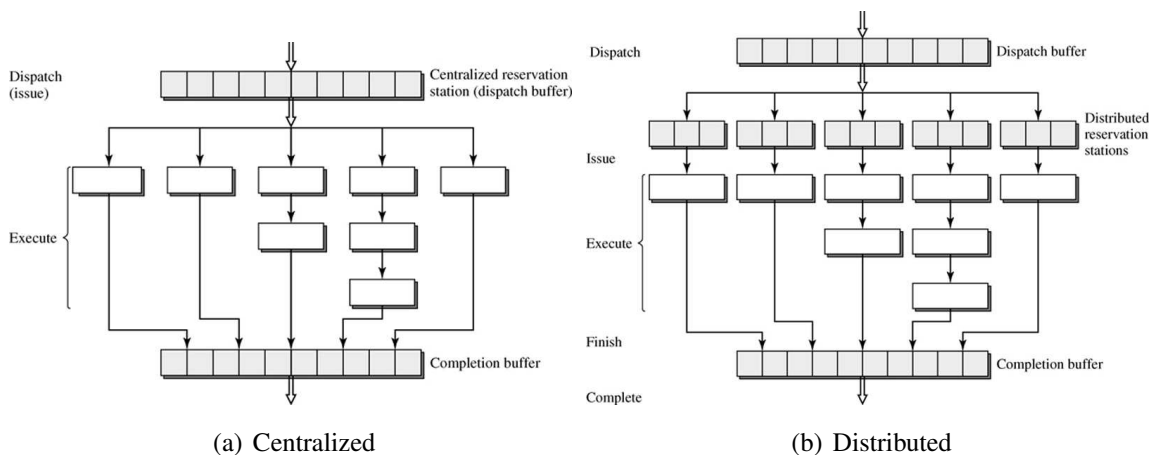 Dispatch
(issue)
Centralized reservation
station (dispatch buffer)
Execute
Completion buffer
(a) Centralized
Dispatch
Dispatch buffer
Distributed
reservation
stations
Issue
Execute
Finish
Completion buffer
Complete
(b) Distributed